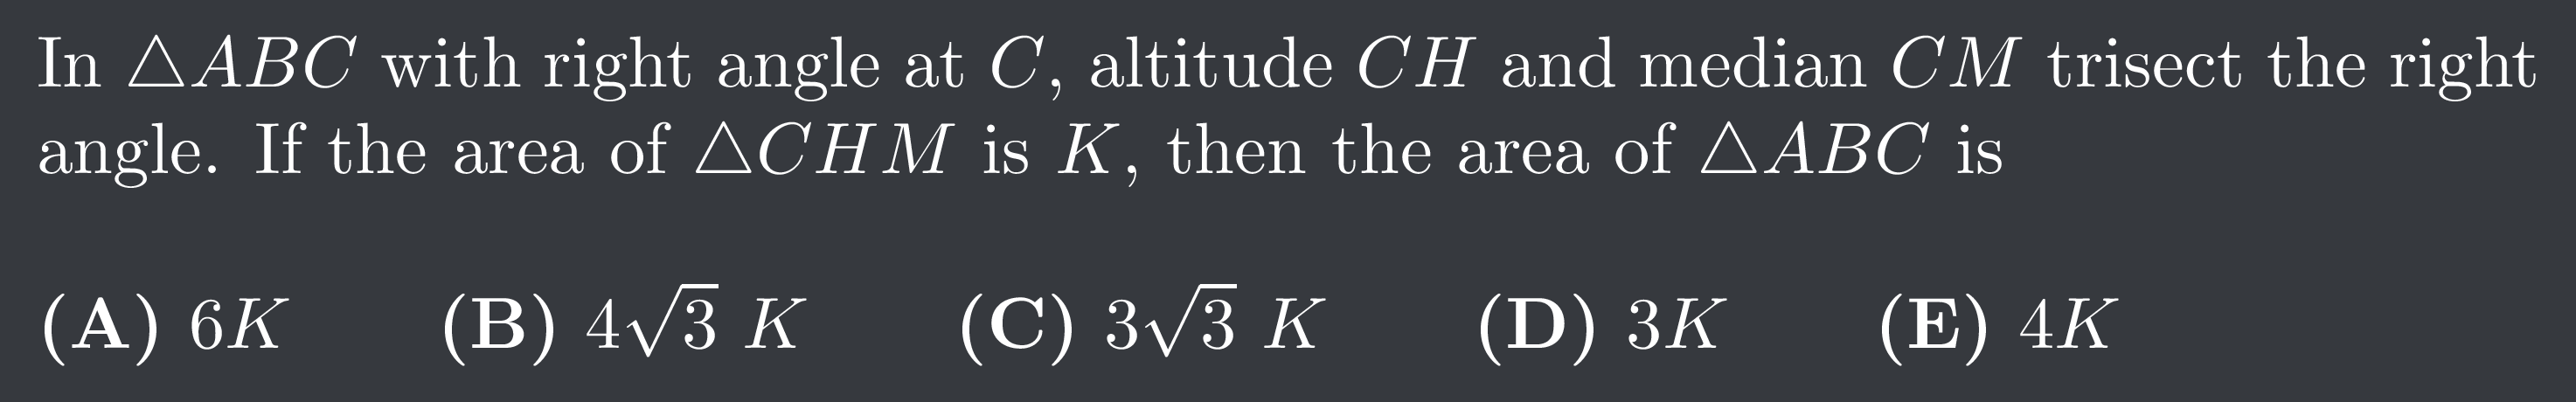 In △ABC with right angle at C, altitude CH and median CM trisect the right
angle. If the area of △CHM is K, then the area of △ABC is
(A) 6K (B) 4√3 K (C) 3√3 K (D) 3K (E) 4K